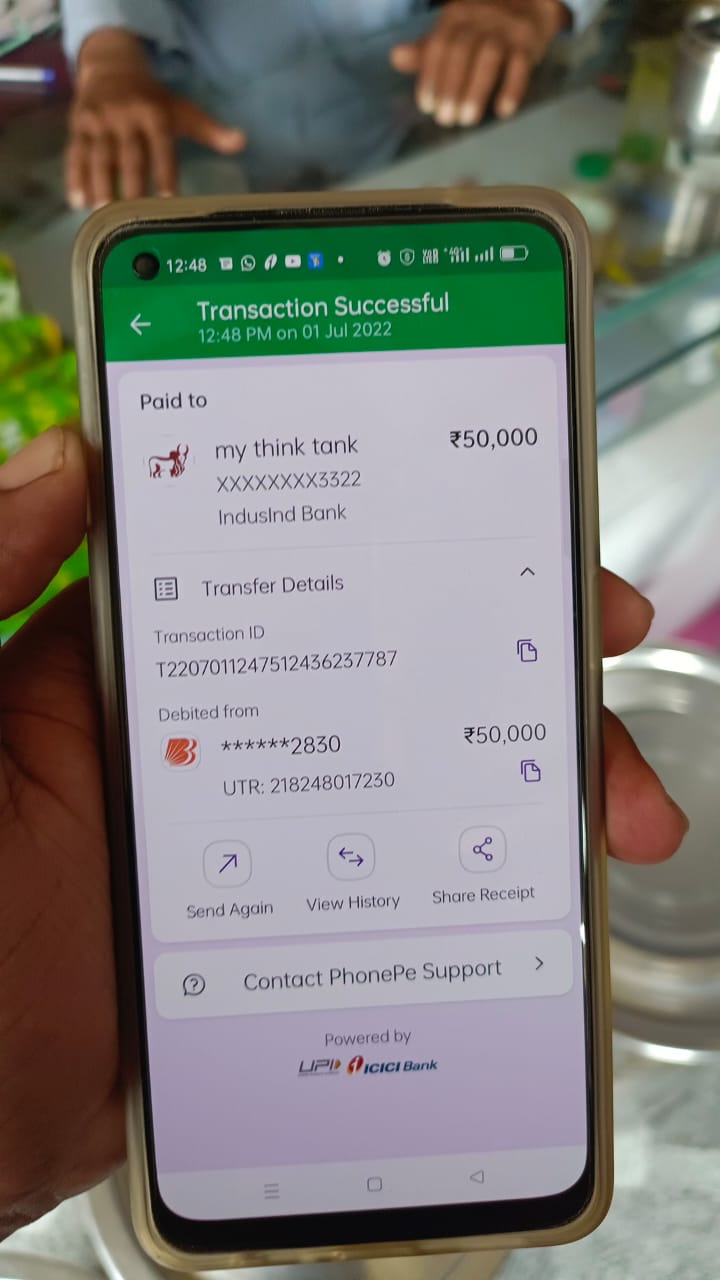 12:48
Transaction Successful
12:48 PM on 01 Jul 2022
Paid to
my think tank
₹50,000
XXXXXXXX3322
IndusInd Bank
Transfer Details
Transaction ID
T2207011247512436237787
Debited from
******2830
₹50,000
UTR: 218248017230
Send Again
View History
Share Receipt
Contact PhonePe Support
Powered by
UPI ICICI Bank